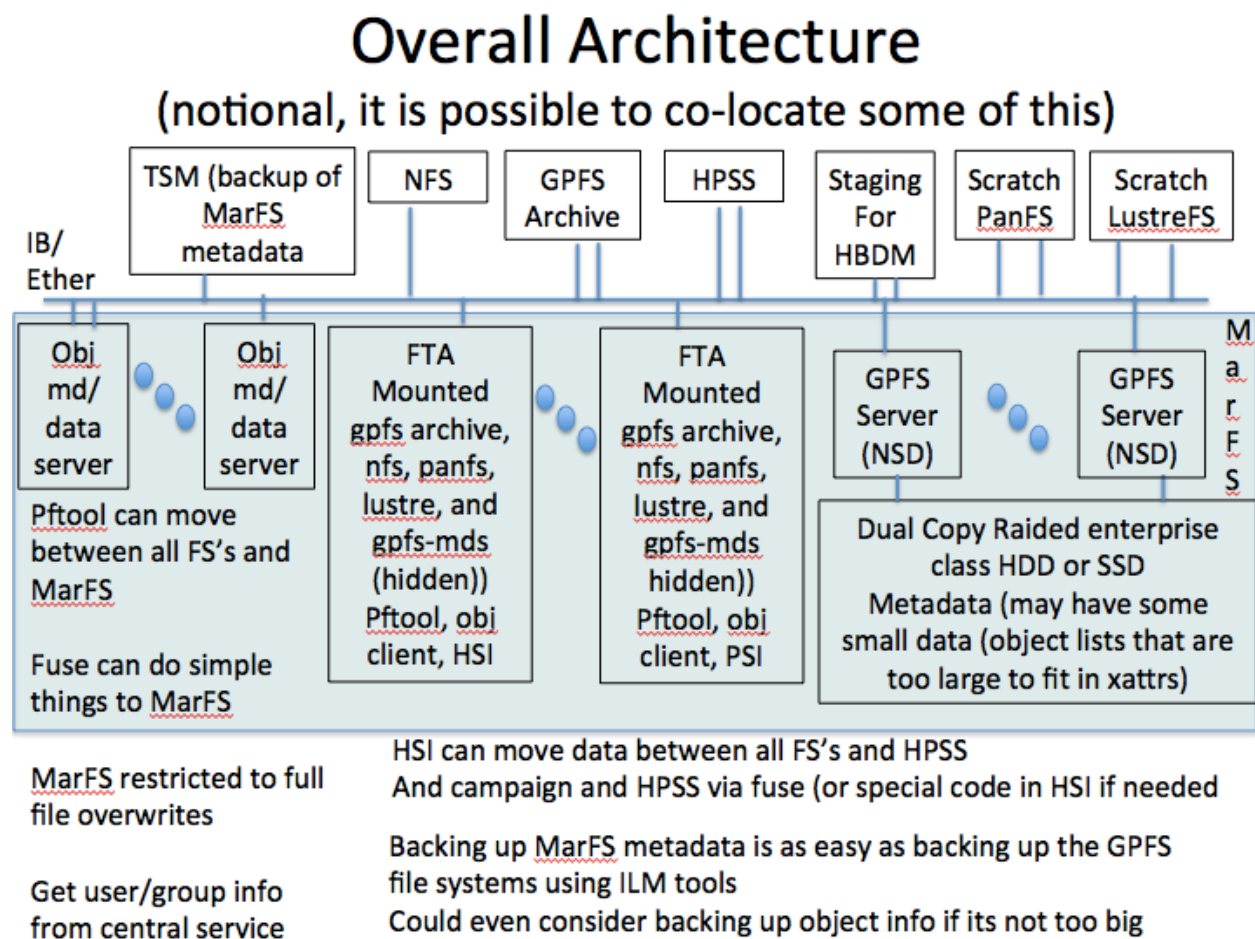 Overall Architecture
(notional, it is possible to co-locate some of this)
TSM (backup of
MarFS
metadata
NFS
GPFS
Archive
HPSS
Staging
For
HBDM
Scratch
PanFS
Scratch
LustreFS
IB/
Ether
Obj
md/
data
server
Obj
md/
data
server
FTA
Mounted
gpfs archive,
nfs, panfs,
lustre, and
gpfs-mds
(hidden))
Pftool, obj
client, HSI
FTA
Mounted
gpfs archive,
nfs, panfs,
lustre, and
gpfs-mds
hidden))
Pftool, obj
client, PSI
GPFS
Server
(NSD)
GPFS
Server
(NSD)
M
a
r
F
S
Pftool can move
between all FS's and
MarFS
Fuse can do simple
things to MarFS
Dual Copy Raided enterprise
class HDD or SSD
Metadata (may have some
small data (object lists that are
too large to fit in xattrs)
MarFS restricted to full
file overwrites
Get user/group info
from central service
HSI can move data between all FS's and HPSS
And campaign and HPSS via fuse (or special code in HSI if needed
Backing up MarFS metadata is as easy as backing up the GPFS
file systems using ILM tools
Could even consider backing up object info if its not too big